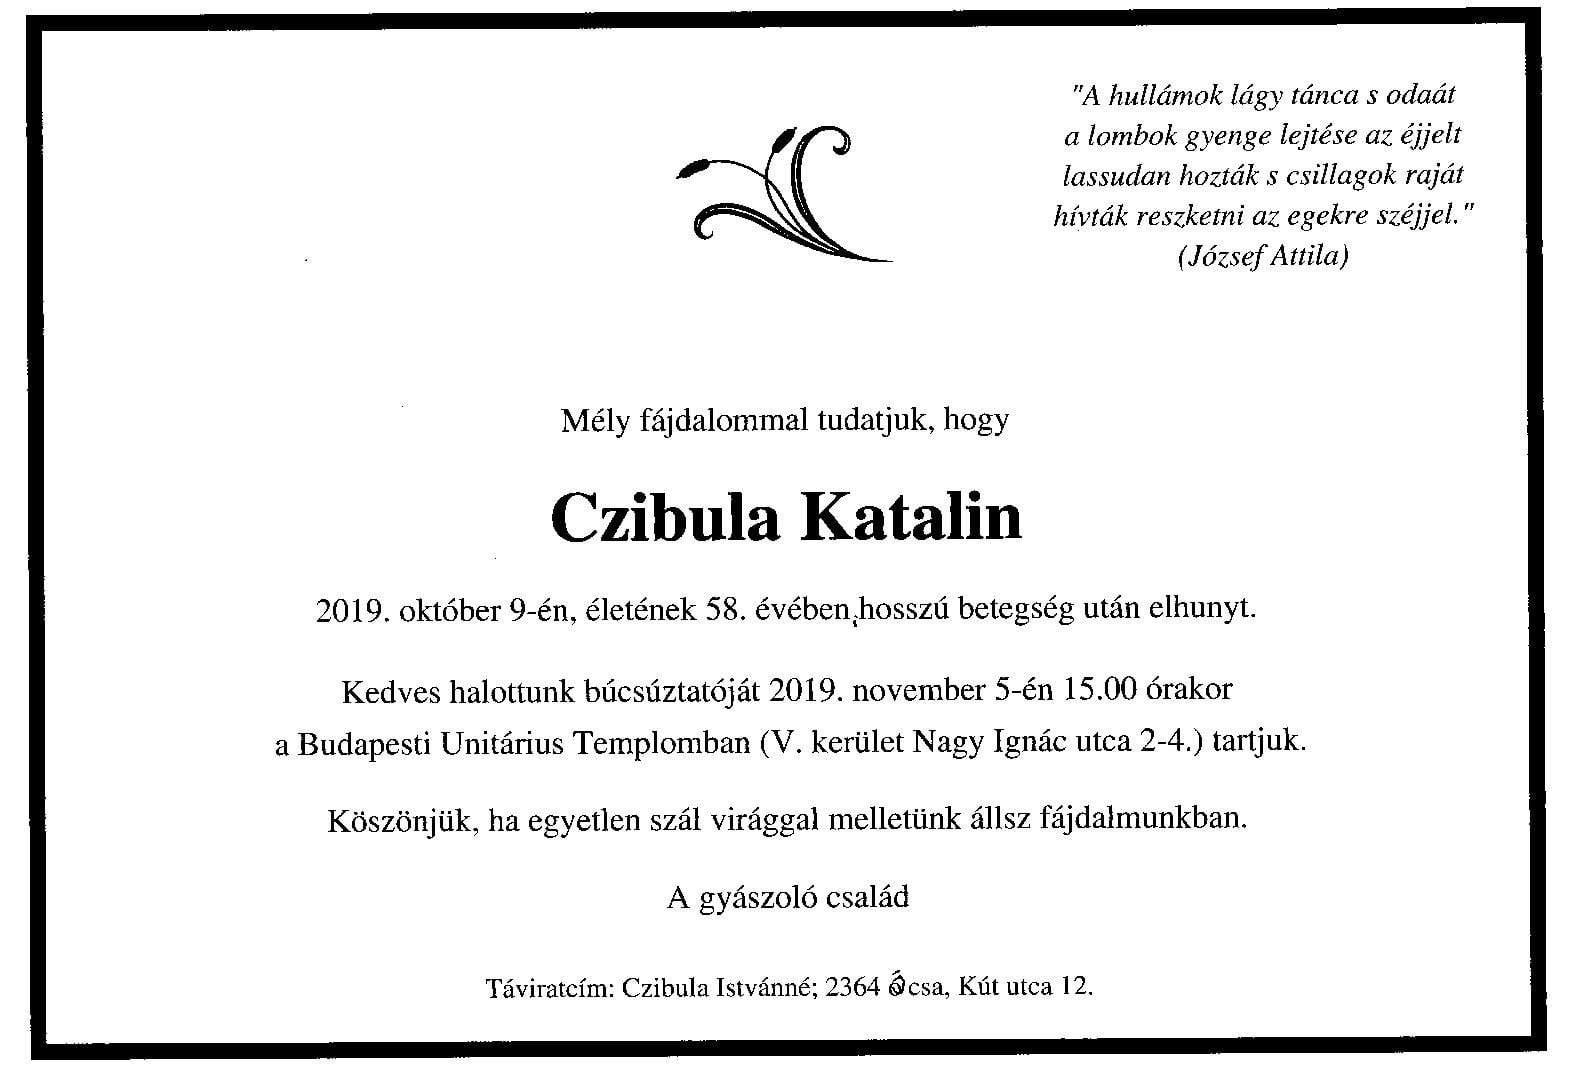 "A hullámok lágy tánca s odaát
a lombok gyenge lejtése az éjjelt
lassudan hozták s csillagok raját
hívták reszketni az egekre széjjel."
(József Attila)
Mély fájdalommal tudatjuk, hogy
Czibula Katalin
2019. október 9-én, életének 58. évében, hosszú betegség után elhunyt.
Kedves halottunk búcsúztatóját 2019. november 5-én 15.00 órakor
a Budapesti Unitárius Templomban (V. kerület Nagy Ignác utca 2-4.) tartjuk.
Köszönjük, ha egyetlen szál virággal melletünk állsz fájdalmunkban.
A gyászoló család
Táviratcím: Czibula Istvánné; 2364 Ócsa, Kút utca 12.